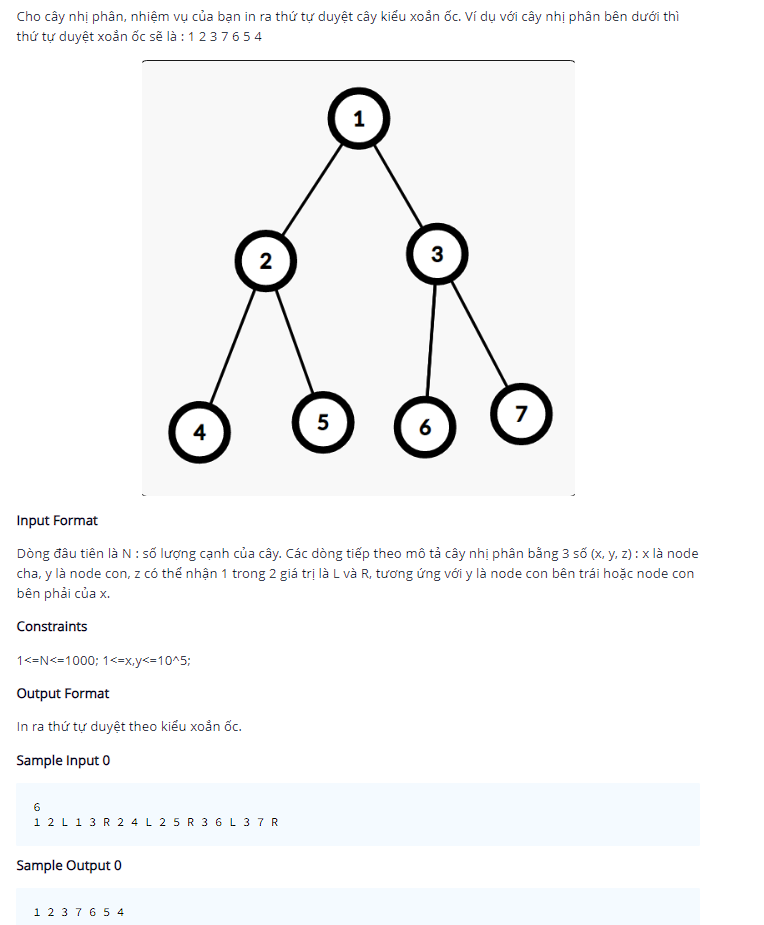 Cho cây nhị phân, nhiệm vụ của bạn in ra thứ tự duyệt cây kiểu xoắn ốc. Ví dụ với cây nhị phân bên dưới thì
thứ tự duyệt xoắn ốc sẽ là : 1 2 3 7 6 5 4
1
2
3
4
5
6
7
Input Format
Dòng đâu tiên là N : số lượng cạnh của cây. Các dòng tiếp theo mô tả cây nhị phân bằng 3 số (x, y, z) : x là node
cha, y là node con, z có thể nhận 1 trong 2 giá trị là L và R, tương ứng với y là node con bên trái hoặc node con
bên phải của x.
Constraints
1<=N<=1000; 1<=x,y<=10^5;
Output Format
In ra thứ tự duyệt theo kiểu xoắn ốc.
Sample Input 0
6
1 2 L 1 3 R 2 4 L 2 5 R 3 6 L 3 7 R
Sample Output 0
1 2 3 7 6 5 4